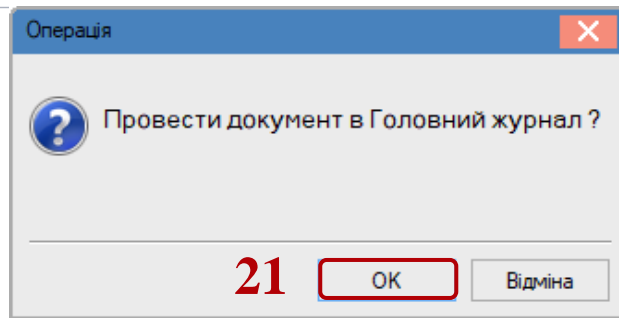 Операція
Провести документ в Головний журнал ?
21 OK Відміна